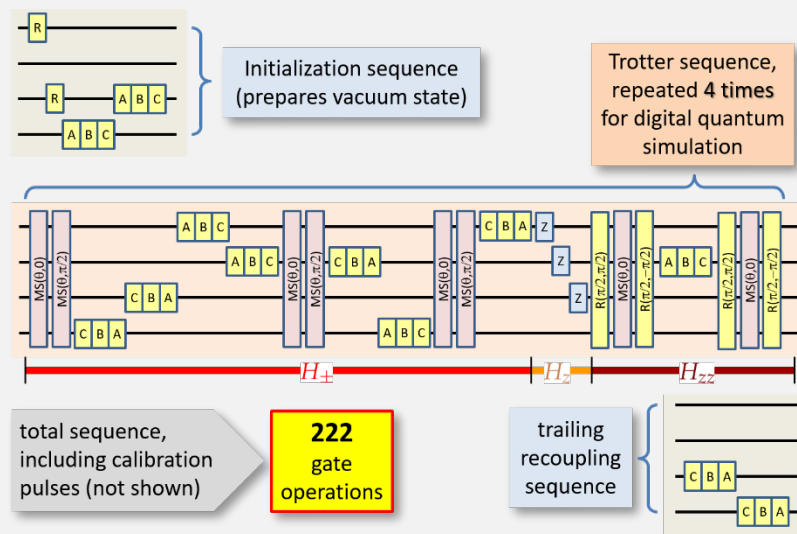 R
R A B C
A B C
Initialization sequence
(prepares vacuum state)
Trotter sequence,
repeated 4 times
for digital quantum
simulation
MS(θ,0) MS(θ,π/2) A B C MS(θ,0) MS(θ,π/2) MS(θ,0) MS(θ,π/2) C B A Z R(π/2,π/2) MS(θ,0) R(π/2,−π/2) R(π/2,π/2) MS(θ,0) R(π/2,−π/2)
A B C C B A Z A B C
C B A Z
C B A A B C
H± Hz Hzz
total sequence,
including calibration
pulses (not shown)
222
gate
operations
trailing
recoupling
sequence
C B A
C B A